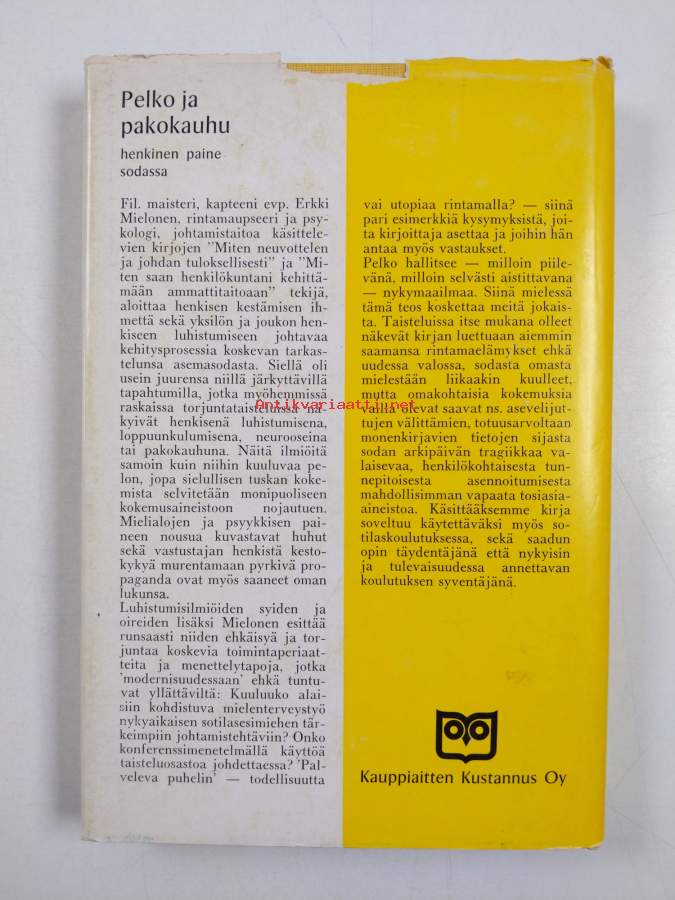 Pelko ja
pakokauhu
henkinen paine
sodassa
Fil. maisteri, kapteeni evp. Erkki
Mielonen, rintamaupseeri ja psy-
kologi, johtamistaitoa käsittele-
vien kirjojen ”Miten neuvottelen
ja johdan tuloksellisesti” ja ”Mi-
ten saan henkilökuntani kehittä-
mään ammattitaitoaan” tekijä,
aloittaa henkisen kestämisen ih-
mettä sekä yksilön ja joukon hen-
kiseen luhistumiseen johtavaa
kehitysprosessia koskevan tarkas-
telunsa asemasodasta. Siellä oli
usein juurensa niillä järkyttävillä
tapahtumilla, jotka myöhemmissä
raskaissa torjuntataisteluissa nä-
kyivät henkisenä luhistumisena,
loppuunkulumisena, neurooseina
tai pakokauhuna. Näitä ilmiöitä
samoin kuin niihin kuuluvaa pe-
lon, jopa sielullisen tuskan koke-
mista selvitetään monipuoliseen
kokemusaineistoon nojautuen.
Mielialojen ja psyykkisen pai-
neen nousua kuvastavat huhut
sekä vastustajan henkistä kesto-
kykyä murentamaan pyrkivä pro-
paganda ovat myös saaneet oman
lukunsa.
Luhistumisilmiöiden syiden ja
oireiden lisäksi Mielonen esittää
runsaasti niiden ehkäisyä ja tor-
juntaa koskevia toimintaperiaat-
teita ja menettelytapoja, jotka
’modernisuudessaan’ ehkä tuntu-
vat yllättäviltä: Kuuluuko alai-
siin kohdistuva mielenterveystyö
nykyaikaisen sotilasesimiehen tär-
keimpiin johtamistehtäviin? Onko
konferenssimenetelmällä käyttöä
taisteluosastoa johdettaessa? ’Pal-
veleva puhelin’ — todellisuutta
vai utopiaa rintamalla? — siinä
pari esimerkkiä kysymyksistä, joi-
ta kirjoittaja asettaa ja joihin hän
antaa myös vastaukset.
Pelko hallitsee — milloin piile-
vänä, milloin selvästi aistittavana
— nykymaailmaa. Siinä mielessä
tämä teos koskettaa meitä jokais-
ta. Taisteluissa itse mukana olleet
näkevät kirjan luettuaan aiemmin
saamansa rintamaelämykset ehkä
uudessa valossa, sodasta omasta
mielestään liikaakin kuulleet,
mutta omakohtaisia kokemuksia
vailla olevat saavat ns. asevelijut-
tujen välittämien, totuusarvoltaan
monenkirjavien tietojen sijasta
sodan arkipäivän tragiikkaa va-
laisevaa, henkilökohtaisesta tun-
nepitoisesta asennoitumisesta
mahdollisimman vapaata tosiasia-
aineistoa. Käsittääksemme kirja
soveltuu käytettäväksi myös so-
tilaskoulutuksessa, sekä saadun
opin täydentäjänä että nykyisin
ja tulevaisuudessa annettavan
koulutuksen syventäjänä.
Kauppiaitten Kustannus Oy
Antikvariaatti.net